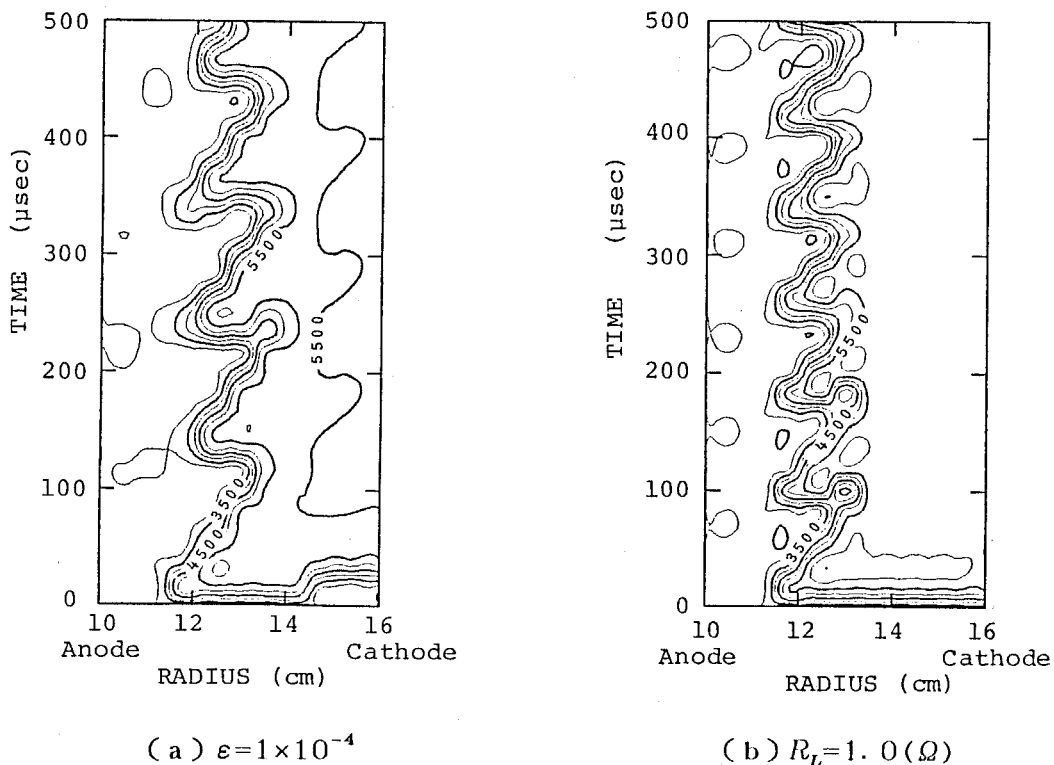 500
400
300
200
100
0
TIME (μsec)
5500
5500
3500
4500
10 12 14 16
Anode Cathode
RADIUS (cm)
(a) ε=1×10⁻⁴
500
400
300
200
100
0
TIME (μsec)
5500
4500
3500
10 12 14 16
Anode Cathode
RADIUS (cm)
(b) R_L=1.0(Ω)